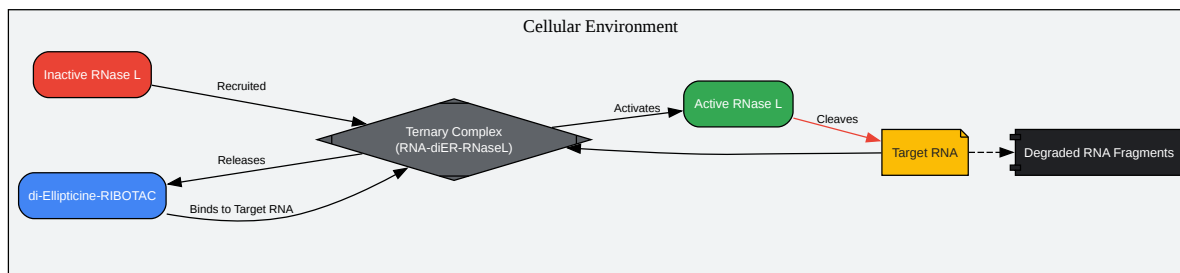 Cellular Environment
Inactive RNase L
Recruited
Active RNase L
Activates
Cleaves
Ternary Complex
(RNA-diER-RNaseL)
Target RNA
Degraded RNA Fragments
Releases
di-Ellipticine-RIBOTAC
Binds to Target RNA